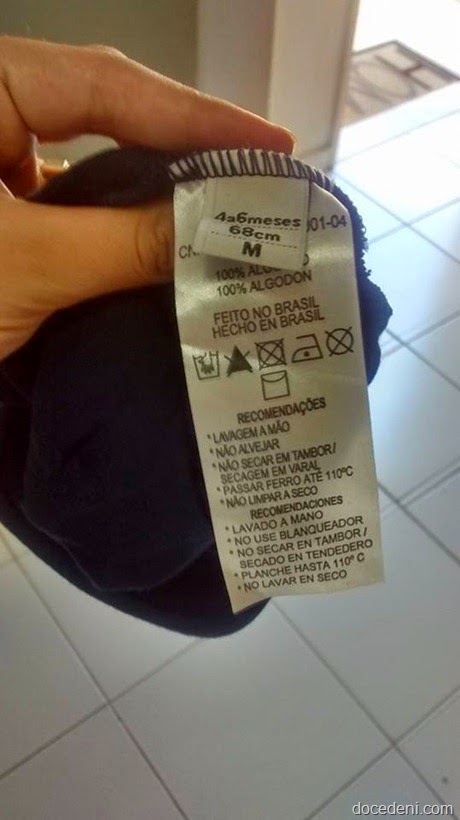 4a6meses
68cm
M
001-04
100% ALGODÃO
100% ALGODON
FEITO NO BRASIL
HECHO EN BRASIL
RECOMENDAÇÕES
* LAVAGEM A MÃO
* NÃO ALVEJAR
* NÃO SECAR EM TAMBOR /
SECAGEM EM VARAL
* PASSAR FERRO ATÉ 110ºC
* NÃO LIMPAR A SECO
RECOMENDACIONES
* LAVADO A MANO
* NO USE BLANQUEADOR
* NO SECAR EN TAMBOR /
SECADO EN TENDEDERO
* PLANCHE HASTA 110º C
* NO LAVAR EN SECO
docedeni.com